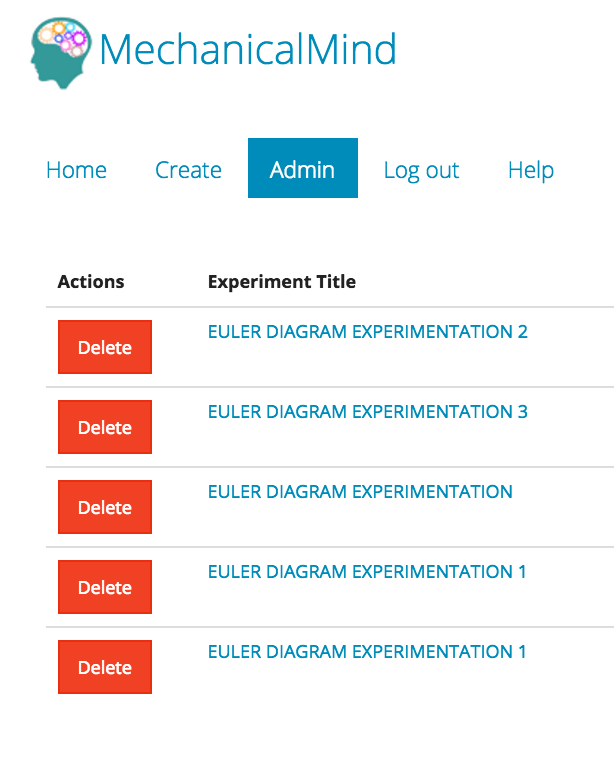 MechanicalMind
Home Create Admin Log out Help
Actions Experiment Title
Delete EULER DIAGRAM EXPERIMENTATION 2
Delete EULER DIAGRAM EXPERIMENTATION 3
Delete EULER DIAGRAM EXPERIMENTATION
Delete EULER DIAGRAM EXPERIMENTATION 1
Delete EULER DIAGRAM EXPERIMENTATION 1